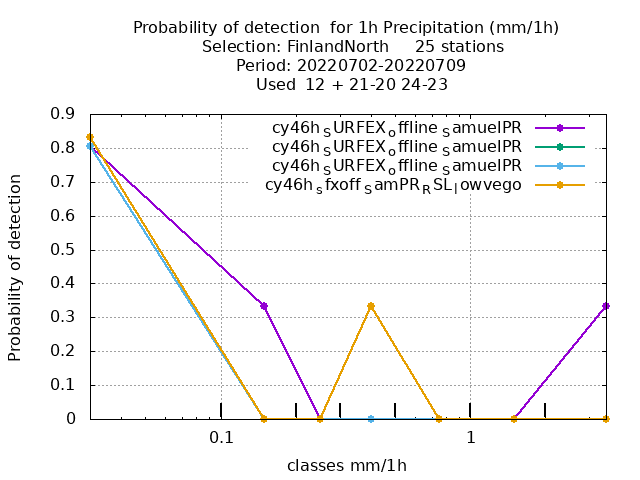 Probability of detection  for 1h Precipitation (mm/1h)
Selection: FinlandNorth     25 stations
Period: 20220702-20220709
Used  12 + 21-20 24-23
cy46h_SURFEX_offline_SamuelPR
cy46h_SURFEX_offline_SamuelPR
cy46h_SURFEX_offline_SamuelPR
cy46h_sfxoff_SamPR_RSL_lowvego
Probability of detection
0.9
0.8
0.7
0.6
0.5
0.4
0.3
0.2
0.1
0
0.1 1
classes mm/1h